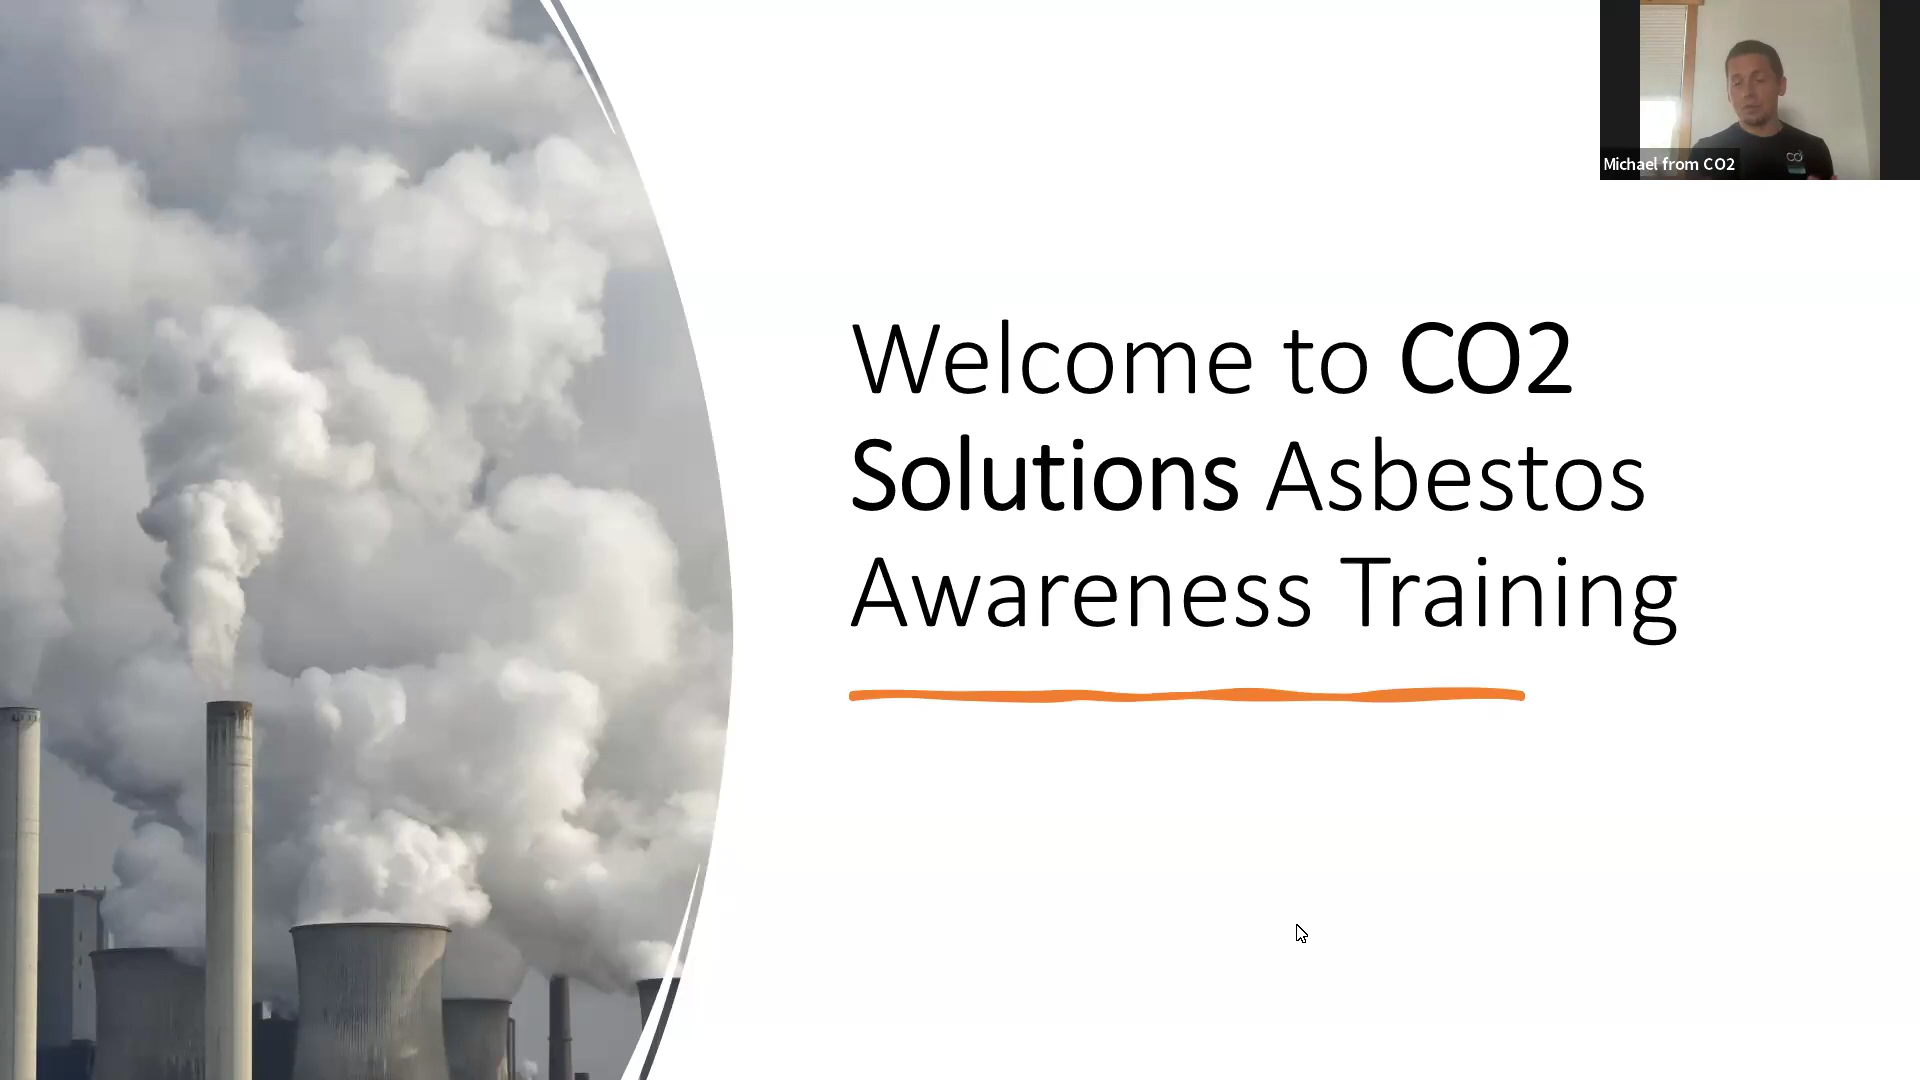 Michael from CO2
Welcome to CO2
Solutions Asbestos
Awareness Training